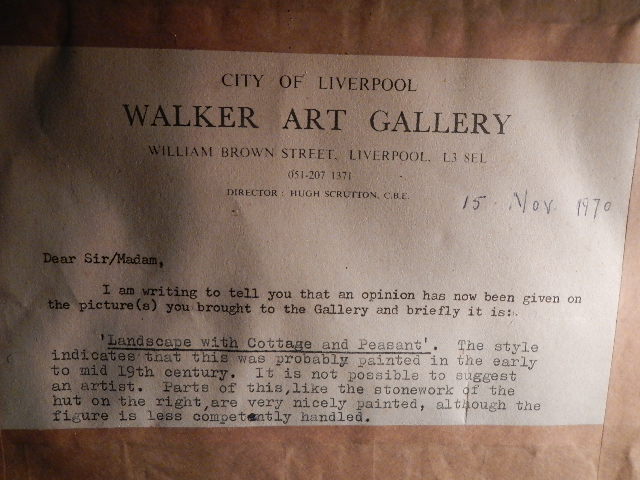 CITY OF LIVERPOOL
WALKER ART GALLERY
WILLIAM BROWN STREET, LIVERPOOL. L3 8EL
051-207 1371
DIRECTOR : HUGH SCRUTTON, C.B.E.
15 Nov 1970
Dear Sir/Madam,
I am writing to tell you that an opinion has now been given on
the picture(s) you brought to the Gallery and briefly it is:
'Landscape with Cottage and Peasant'. The style
indicates that this was probably painted in the early
to mid 19th century. It is not possible to suggest
an artist. Parts of this, like the stonework of the
hut on the right, are very nicely painted, although the
figure is less competently handled.